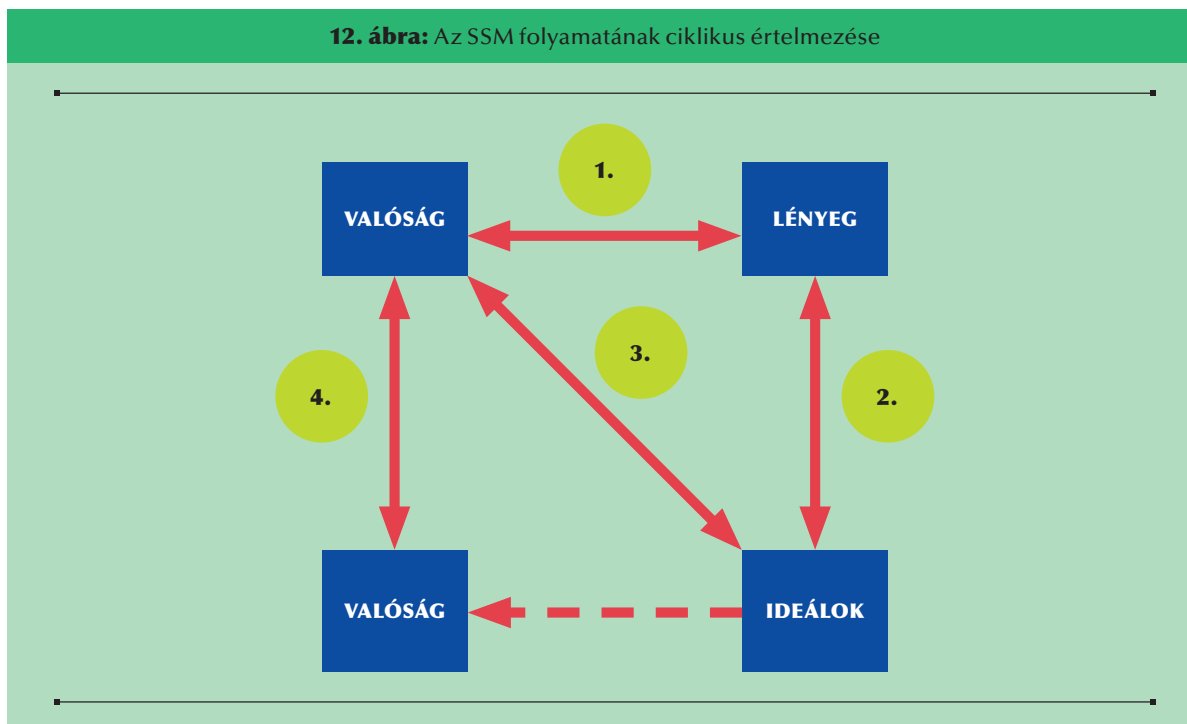 12. ábra: Az SSM folyamatának ciklikus értelmezése
1.
VALÓSÁG
LÉNYEG
3.
4.
2.
VALÓSÁG
IDEÁLOK